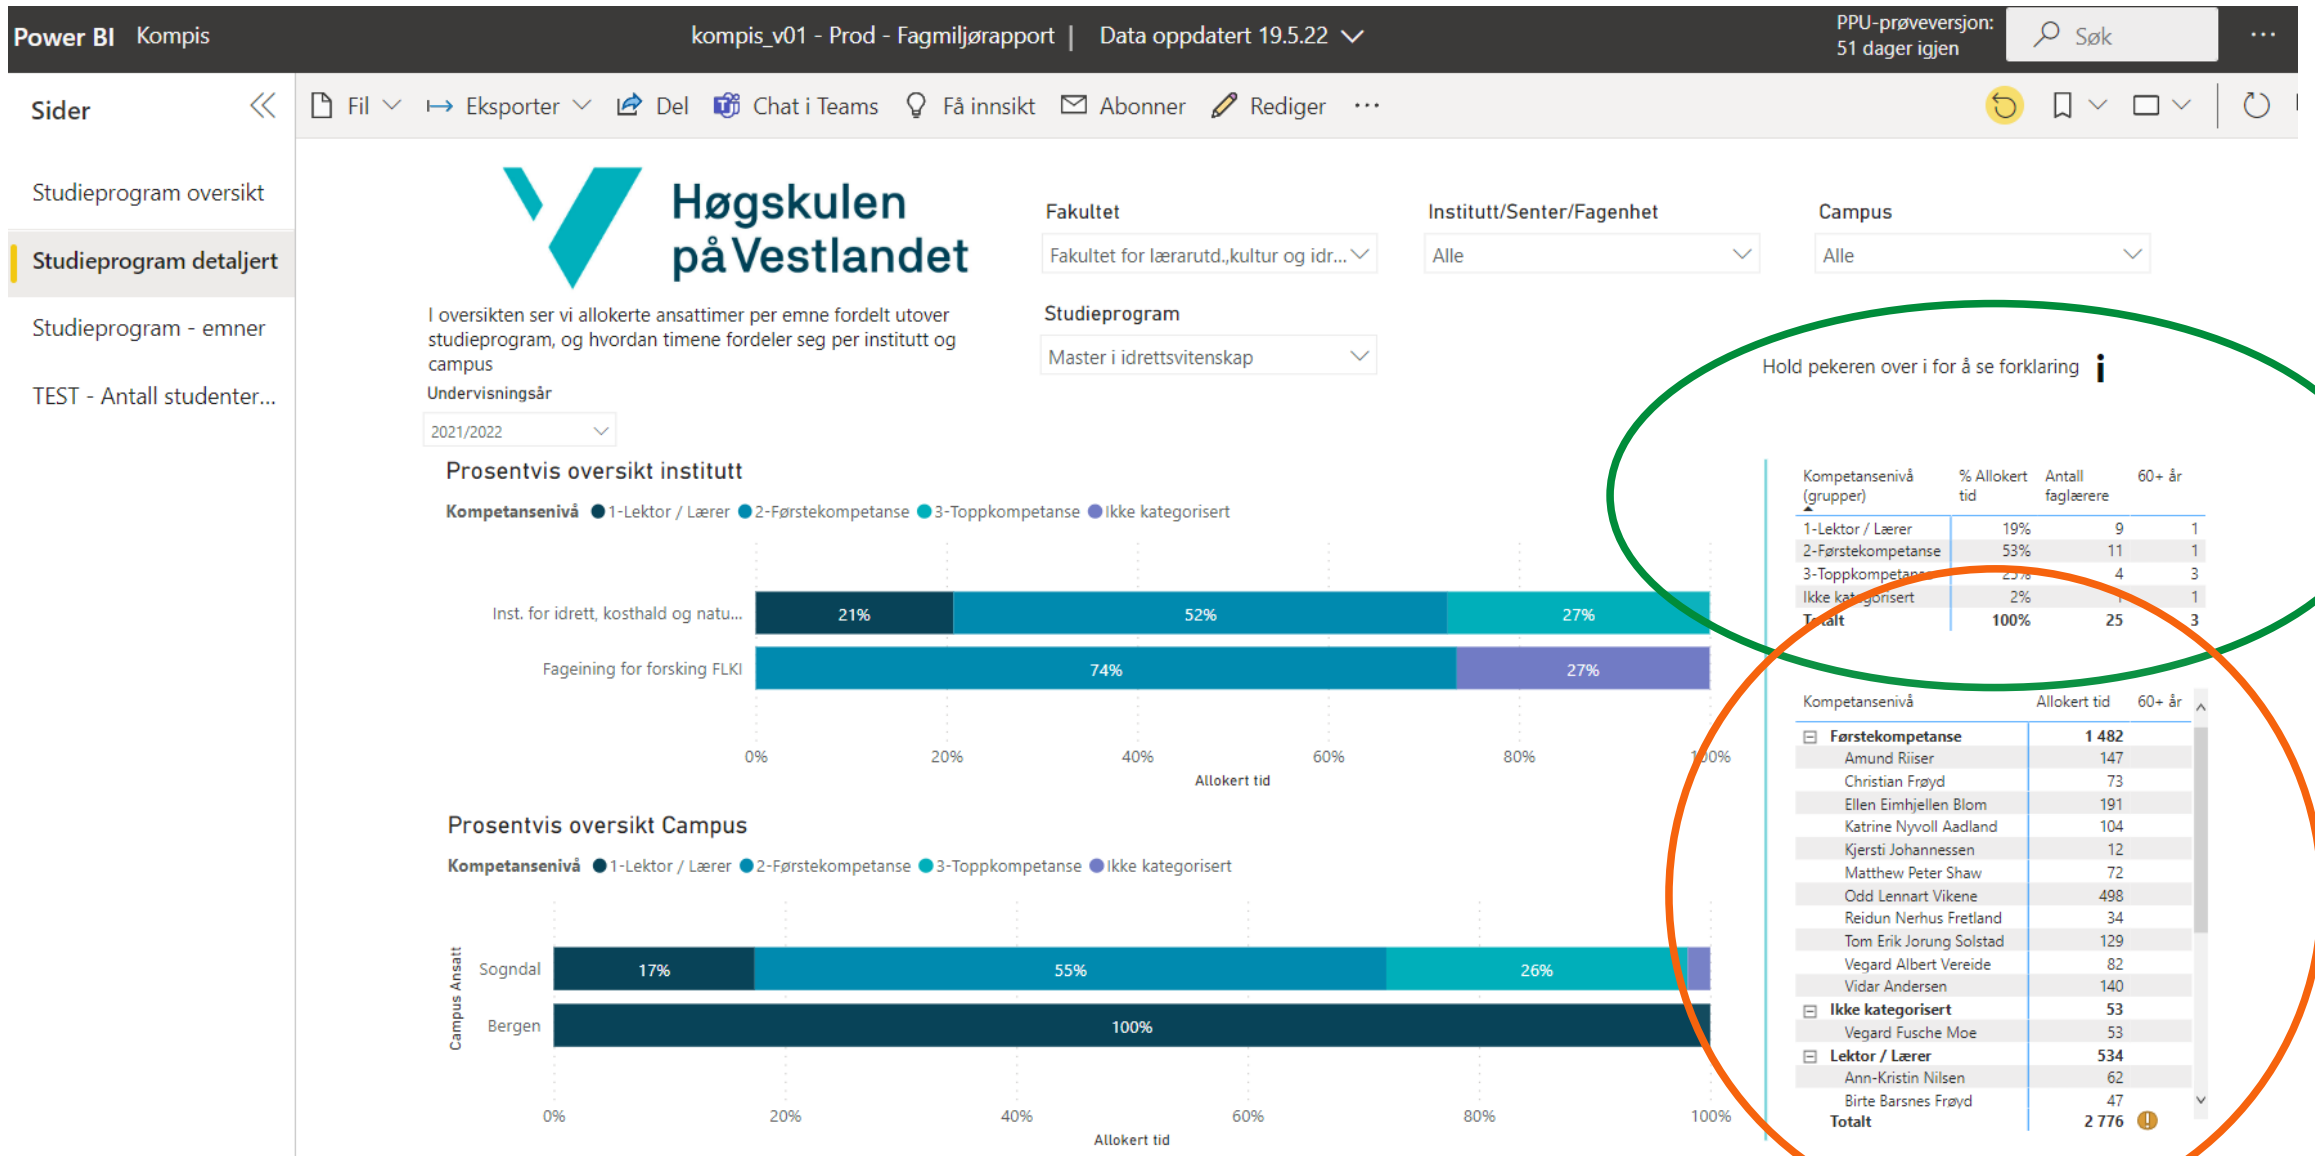 Power BI Kompis
kompis_v01 - Prod - Fagmiljørapport | Data oppdatert 19.5.22
PPU-prøveversjon:
51 dager igjen
Søk
Sider
Fil
Eksporter
Del
Chat i Teams
Få innsikt
Abonner
Rediger
Studieprogram oversikt
Studieprogram detaljert
Studieprogram - emner
TEST - Antall studenter...
Høgskulen
på Vestlandet
Fakultet
Fakultet for lærarutd.,kultur og idr...
Institutt/Senter/Fagenhet
Alle
Campus
Alle
I oversikten ser vi allokerte ansattimer per emne fordelt utover
studieprogram, og hvordan timene fordeler seg per institutt og
campus
Studieprogram
Master i idrettsvitenskap
Hold pekeren over i for å se forklaring i
Undervisningsår
2021/2022
Prosentvis oversikt institutt
Kompetansenivå 1-Lektor / Lærer 2-Førstekompetanse 3-Toppkompetanse Ikke kategorisert
Inst. for idrett, kosthald og natu... 21% 52% 27%
Fageining for forsking FLKI 74% 27%
0% 20% 40% 60% 80% 100%
Allokert tid
Prosentvis oversikt Campus
Kompetansenivå 1-Lektor / Lærer 2-Førstekompetanse 3-Toppkompetanse Ikke kategorisert
Campus Ansatt
Sogndal 17% 55% 26%
Bergen 100%
0% 20% 40% 60% 80% 100%
Allokert tid
Kompetansenivå % Allokert Antall 60+ år
(grupper) tid faglærere
1-Lektor / Lærer 19% 9 1
2-Førstekompetanse 53% 11 1
3-Toppkompetanse 4 3
Ikke kategorisert 2% 1 1
Totalt 100% 25 3
Kompetansenivå Allokert tid 60+ år
Førstekompetanse 1 482
Amund Riiser 147
Christian Frøyd 73
Ellen Eimhjellen Blom 191
Katrine Nyvoll Aadland 104
Kjersti Johannessen 12
Matthew Peter Shaw 72
Odd Lennart Vikene 498
Reidun Nerhus Fretland 34
Tom Erik Jorung Solstad 129
Vegard Albert Vereide 82
Vidar Andersen 140
Ikke kategorisert 53
Vegard Fusche Moe 53
Lektor / Lærer 534
Ann-Kristin Nilsen 62
Birte Barsnes Frøyd 47
Totalt 2 776